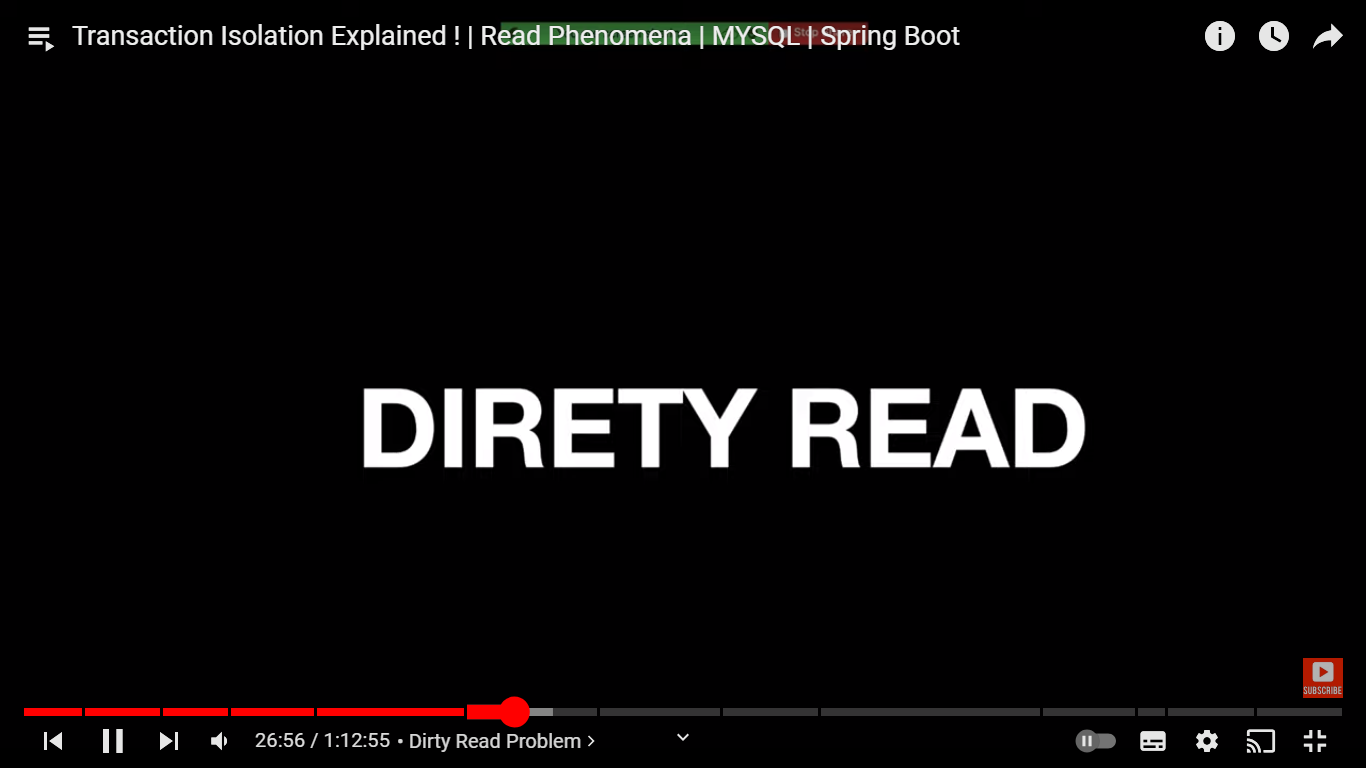 Transaction Isolation Explained ! | Read Phenomena | MYSQL | Spring Boot
Stop
DIRETY READ
SUBSCRIBE
26:56 / 1:12:55 • Dirty Read Problem >